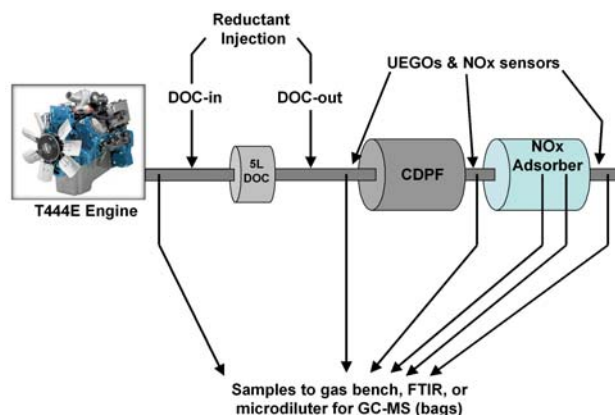 Reductant
Injection
UEGOs & NOx sensors
DOC-in
DOC-out
5L
DOC
CDPF
NOx
Adsorber
T444E Engine
Samples to gas bench, FTIR, or
microdiluter for GC-MS (bags)